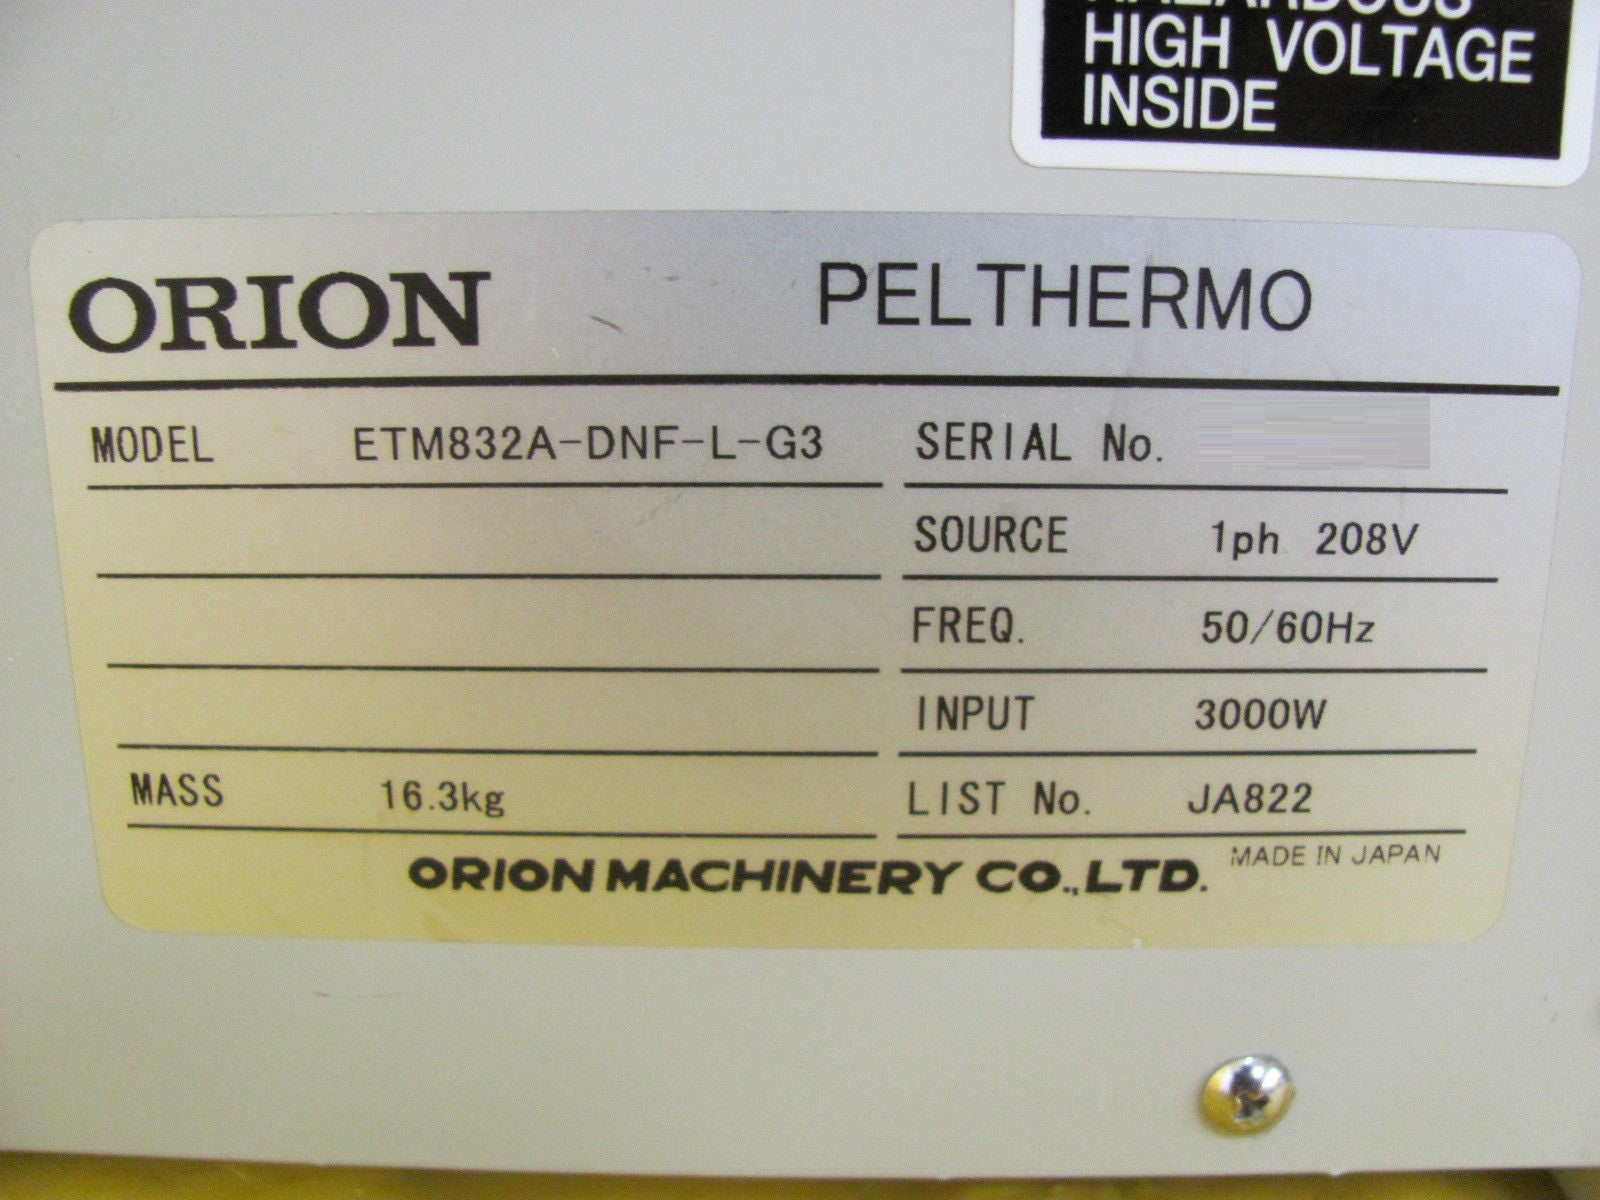 HAZARDOUS
HIGH VOLTAGE
INSIDE
ORION PELTHERMO
MODEL ETM832A-DNF-L-G3 SERIAL No.
SOURCE 1ph 208V
FREQ. 50/60Hz
INPUT 3000W
MASS 16.3kg LIST No. JA822
ORION MACHINERY CO.,LTD. MADE IN JAPAN